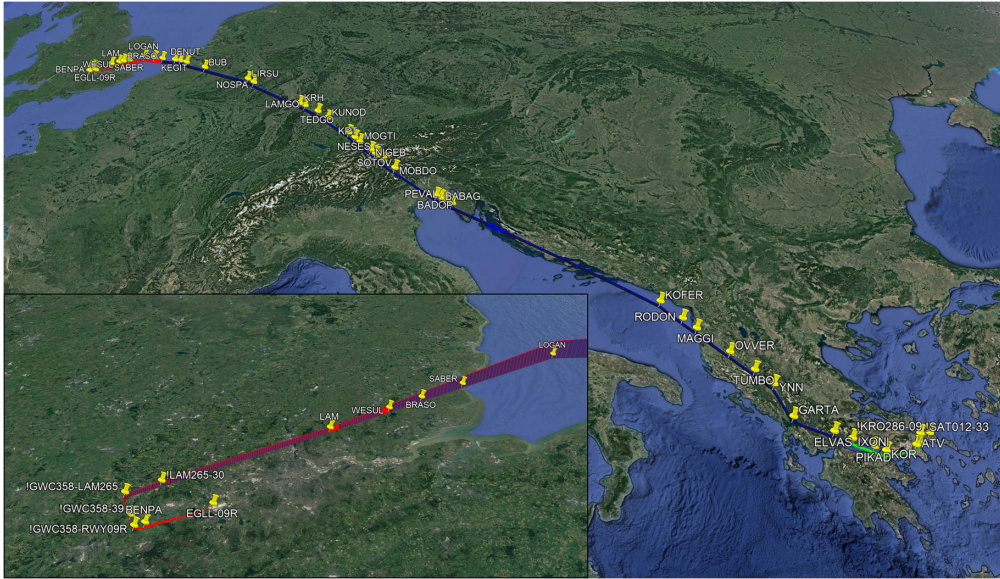 LOGAN
DENUT
LAM
WESUL
BRASO
BUB
BENPA
SABER
KEGIT
EGLL-09R
NOSPA
KRH
LAMGO
TEDGO
KUNOD
MOGTI
NESES
NIGEB
SOTOV
MOBDO
PEVAL
BABAG
BADOP
KOFER
RODON
MAGGI
OVVER
TUMBO
YNN
GARTA
!KRO286-09
!SAT012-33
ELVAS
IXONI
ATV
PIKAD
KOR
LOGAN
SABER
BRASO
WESUL
LAM
!LAM265-30
!GWC358-LAM265
!GWC358-39
BENPA
EGLL-09R
!GWC358-RWY09R